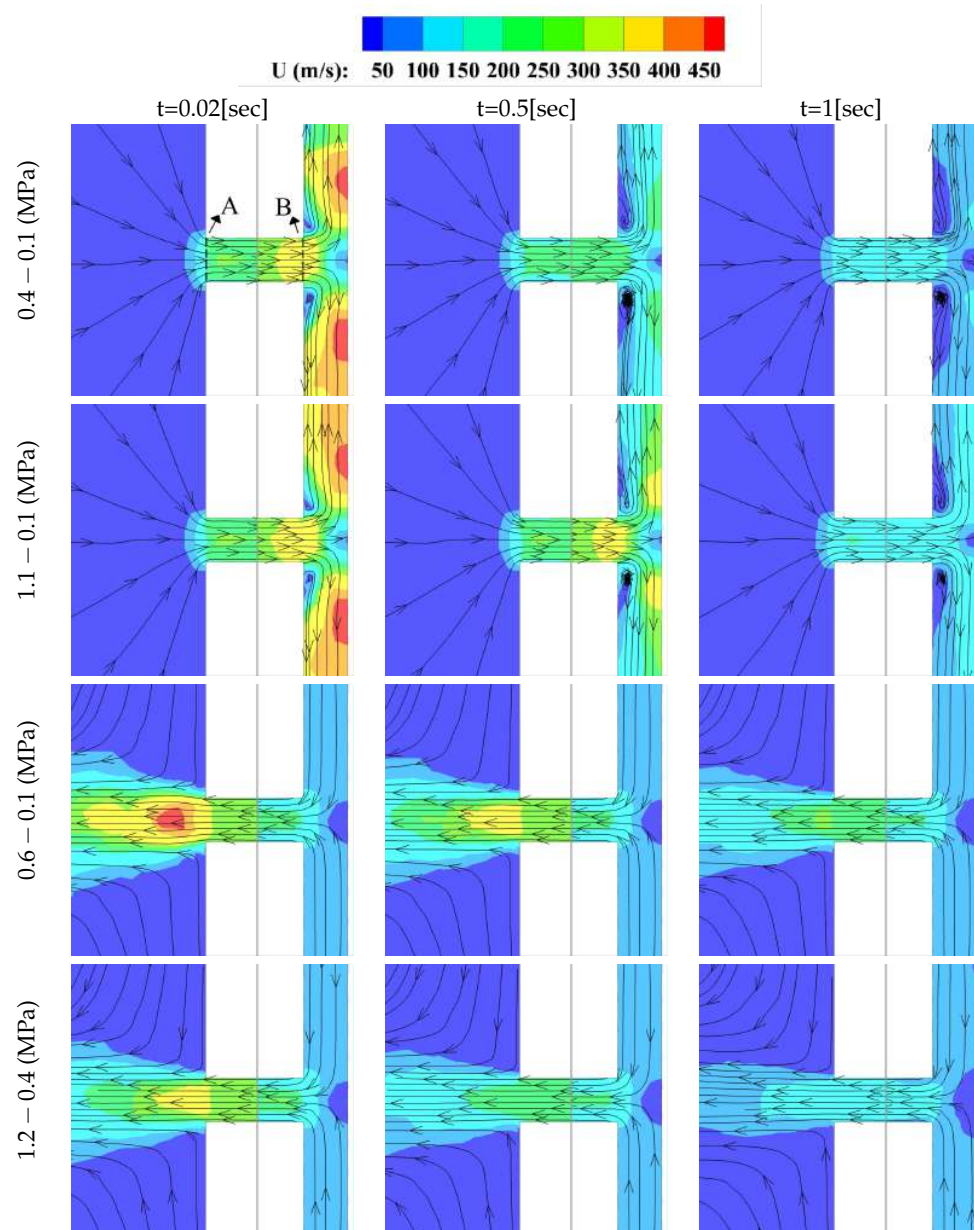 U (m/s): 50 100 150 200 250 300 350 400 450
t=0.02[sec] t=0.5[sec] t=1[sec]
0.4 − 0.1 (MPa)
A B
1.1 − 0.1 (MPa)
0.6 − 0.1 (MPa)
1.2 − 0.4 (MPa)